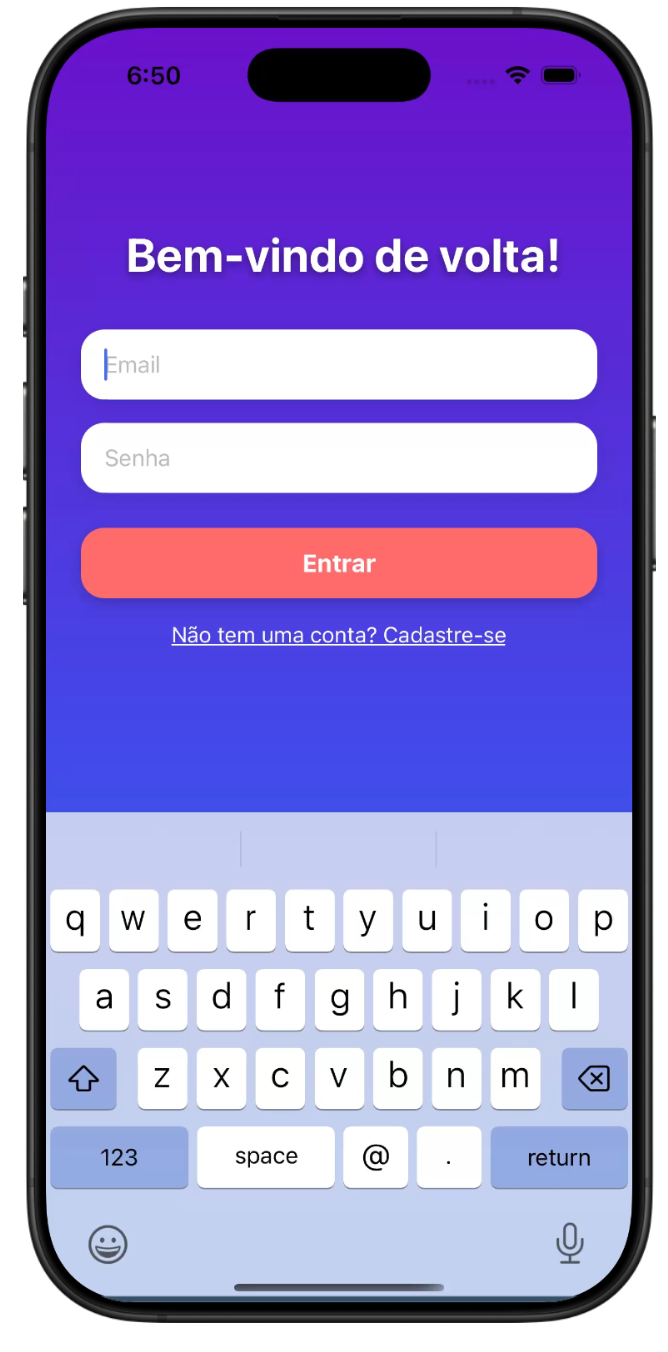 6:50
Bem-vindo de volta!
Email
Senha
Entrar
Não tem uma conta? Cadastre-se
q w e r t y u i o p
a s d f g h j k l
z x c v b n m
123 space @ . return